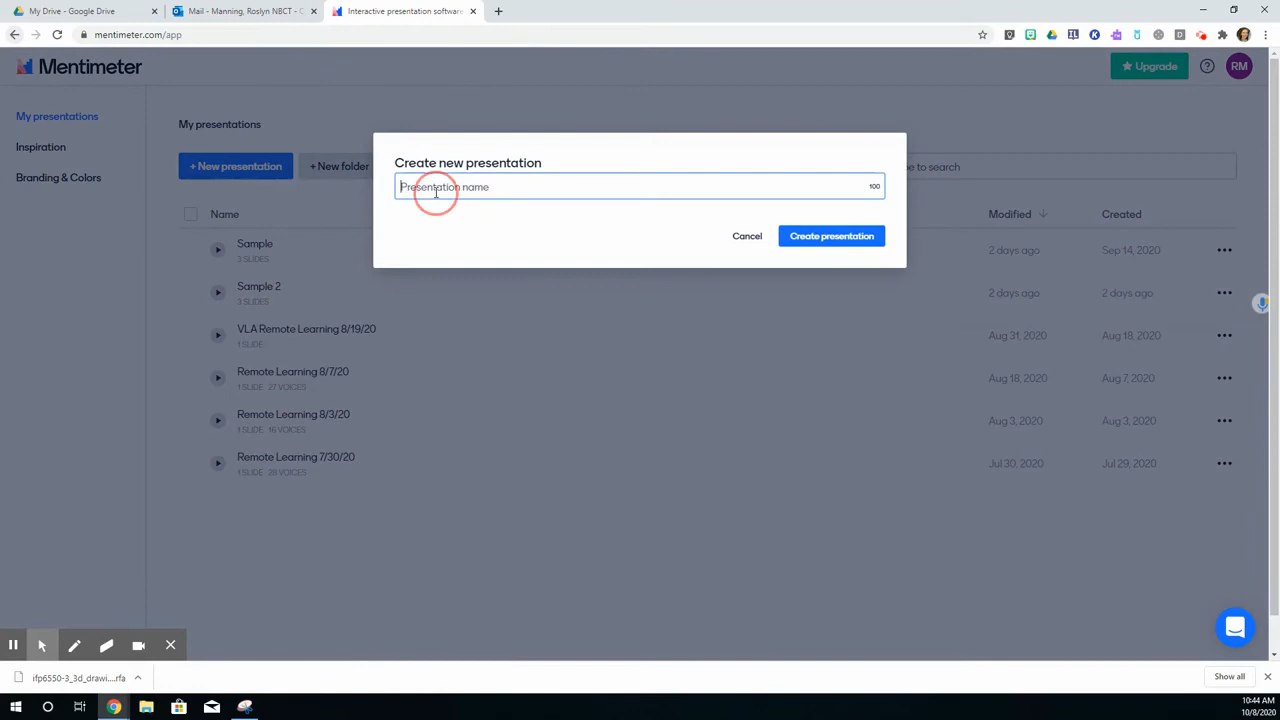 My Drive - Google Drive
Mail - Manning, Roslyn NBCT - C
Interactive presentation software
mentimeter.com/app
Mentimeter
Upgrade
RM
My presentations
Inspiration
Branding & Colors
My presentations
+ New presentation
+ New folder
e to search
Create new presentation
Presentation name
100
Cancel
Create presentation
Name
Modified
Created
Sample
3 SLIDES
2 days ago
Sep 14, 2020
Sample 2
3 SLIDES
2 days ago
2 days ago
VLA Remote Learning 8/19/20
1 SLIDE
Aug 31, 2020
Aug 18, 2020
Remote Learning 8/7/20
1 SLIDE 27 VOICES
Aug 18, 2020
Aug 7, 2020
Remote Learning 8/3/20
1 SLIDE 16 VOICES
Aug 3, 2020
Aug 3, 2020
Remote Learning 7/30/20
1 SLIDE 28 VOICES
Jul 30, 2020
Jul 29, 2020
ifp6550-3_3d_drawi....rfa
Show all
10:44 AM
10/8/2020